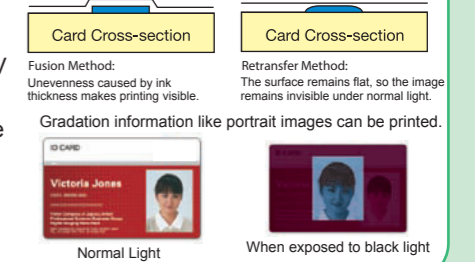 Card Cross-section
Card Cross-section
Fusion Method:
Unevenness caused by ink
thickness makes printing visible.
Retransfer Method:
The surface remains flat, so the image
remains invisible under normal light.
Gradation information like portrait images can be printed.
ID CARD
Victoria Jones
Normal Light
When exposed to black light